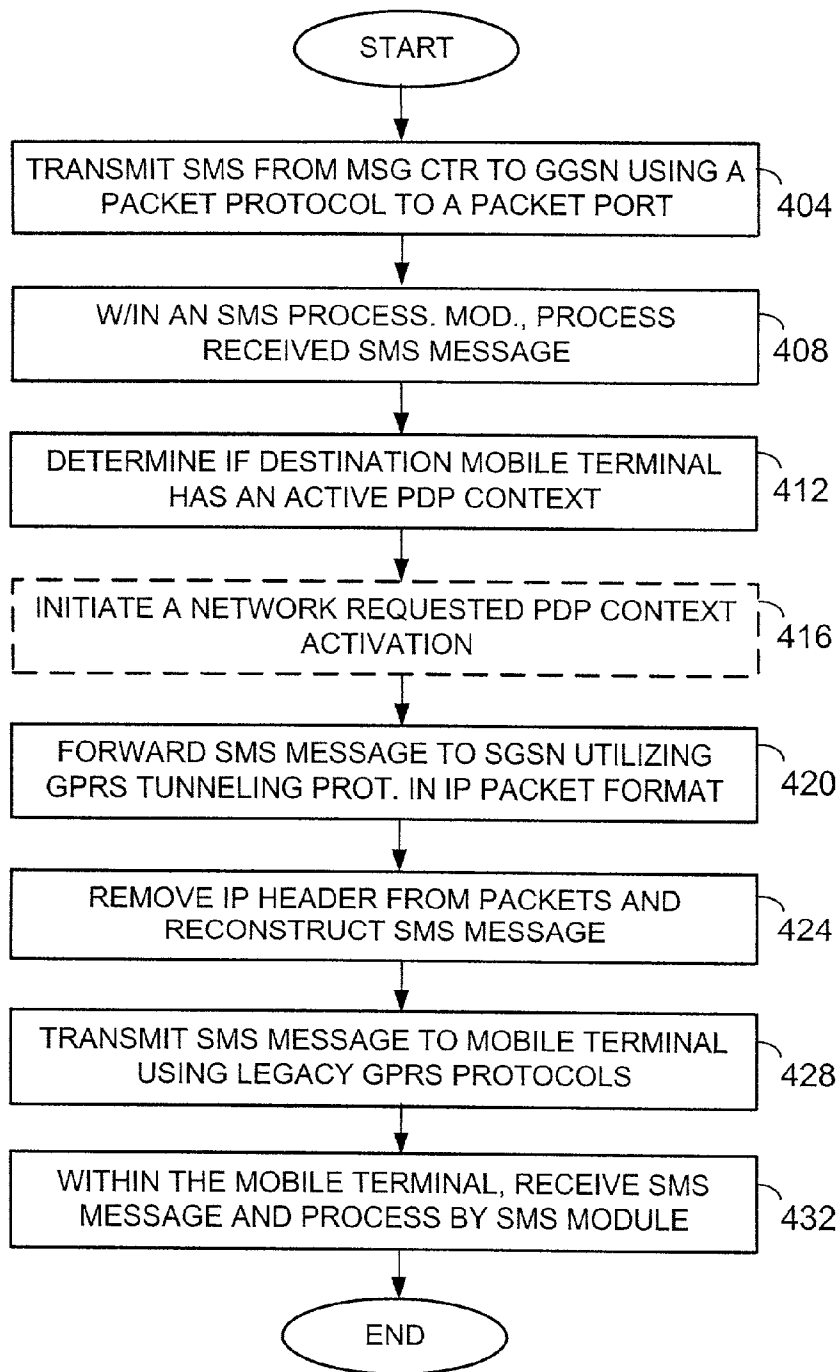 START
TRANSMIT SMS FROM MSG CTR TO GGSN USING A
PACKET PROTOCOL TO A PACKET PORT
404
W/IN AN SMS PROCESS. MOD., PROCESS
RECEIVED SMS MESSAGE
408
DETERMINE IF DESTINATION MOBILE TERMINAL
HAS AN ACTIVE PDP CONTEXT
412
INITIATE A NETWORK REQUESTED PDP CONTEXT
ACTIVATION
416
FORWARD SMS MESSAGE TO SGSN UTILIZING
GPRS TUNNELING PROT. IN IP PACKET FORMAT
420
REMOVE IP HEADER FROM PACKETS AND
RECONSTRUCT SMS MESSAGE
424
TRANSMIT SMS MESSAGE TO MOBILE TERMINAL
USING LEGACY GPRS PROTOCOLS
428
WITHIN THE MOBILE TERMINAL, RECEIVE SMS
MESSAGE AND PROCESS BY SMS MODULE
432
END